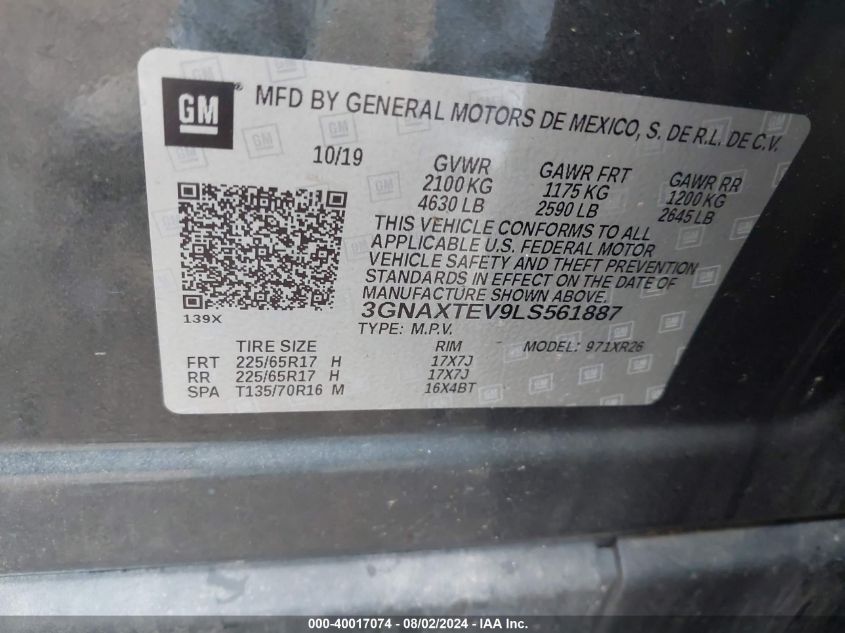 GM
MFD BY GENERAL MOTORS DE MEXICO, S. DE R.L. DE C.V.
10/19 GVWR GAWR FRT GAWR RR
2100 KG 1175 KG 1200 KG
4630 LB 2590 LB 2645 LB
THIS VEHICLE CONFORMS TO ALL
APPLICABLE U.S. FEDERAL MOTOR
VEHICLE SAFETY AND THEFT PREVENTION
STANDARDS IN EFFECT ON THE DATE OF
MANUFACTURE SHOWN ABOVE.
139X
3GNAXTEV9LS561887
TYPE: M.P.V.
TIRE SIZE RIM MODEL: 971XR26
FRT 225/65R17 H 17X7J
RR 225/65R17 H 17X7J
SPA T135/70R16 M 16X4BT
000-40017074 - 08/02/2024 - IAA Inc.